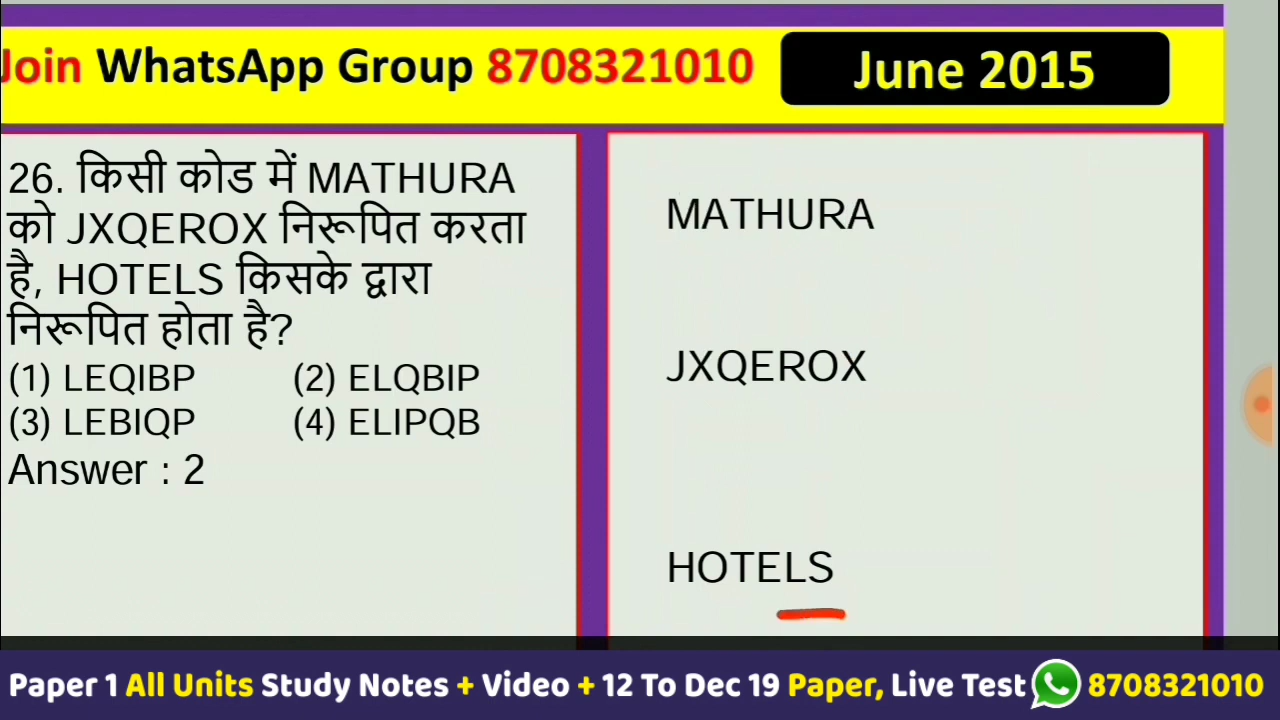 Join WhatsApp Group 8708321010
June 2015
26. किसी कोड में MATHURA
को JXQEROX निरूपित करता
है, HOTELS किसके द्वारा
निरूपित होता है?
(1) LEQIBP (2) ELQBIP
(3) LEBIQP (4) ELIPQB
Answer : 2
MATHURA
JXQEROX
HOTELS
Paper 1 All Units Study Notes + Video + 12 To Dec 19 Paper, Live Test 8708321010